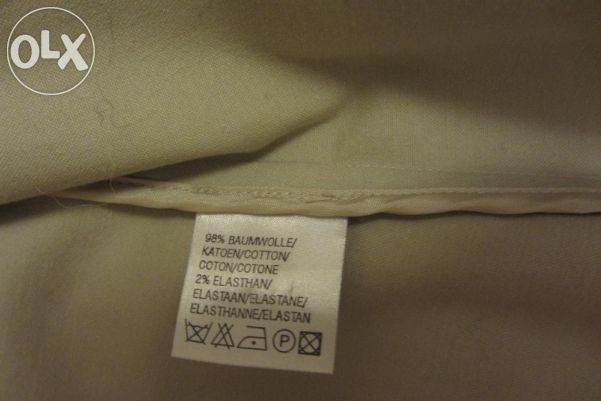 OLX
98% BAUMWOLLE/
KATOEN/COTTON/
COTON/COTONE
2% ELASTHAN/
ELASTAAN/ELASTANE/
ELASTHANNE/ELASTAN
P